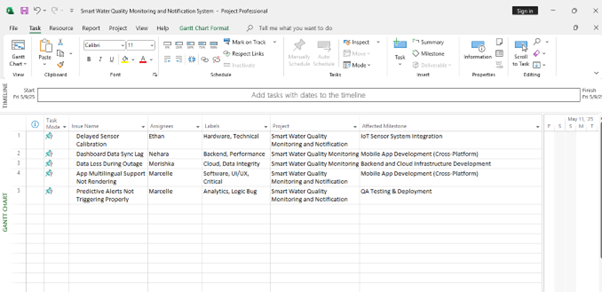 Smart Water Quality Monitoring and Notification System - Project Professional
Sign in
File Task Resource Report Project View Help Gantt Chart Format Tell me what you want to do
Gantt Chart
Paste
Calibri 11
B I U A
Mark on Track
Respect Links
Inactivate
Manually Schedule
Auto Schedule
Inspect
Move
Mode
Task
Summary
Milestone
Deliverable
Information
Scroll to Task
View Clipboard Font Schedule Tasks Insert Properties Editing
TIMELINE
Start
Fri 5/9/25
Add tasks with dates to the timeline
Finish
Fri 5/9/25
Task Mode Issue Name Assignees Labels Project Affected Milestone
May 11, '25
F S S M T
1 Delayed Sensor Calibration Ethan Hardware, Technical Smart Water Quality Monitoring and Notification IoT Sensor System Integration
2 Dashboard Data Sync Lag Nehara Backend, Performance Smart Water Quality Monitoring Mobile App Development (Cross-Platform)
3 Data Loss During Outage Marishka Cloud, Data Integrity Smart Water Quality Monitoring Backend and Cloud Infrastructure Development
4 App Multilingual Support Not Rendering Marcelle Software, UI/UX, Critical Smart Water Quality Monitoring and Notification Mobile App Development (Cross-Platform)
5 Predictive Alerts Not Triggering Properly Marcelle Analytics, Logic Bug Smart Water Quality Monitoring and Notification QA Testing & Deployment
GANTT CHART